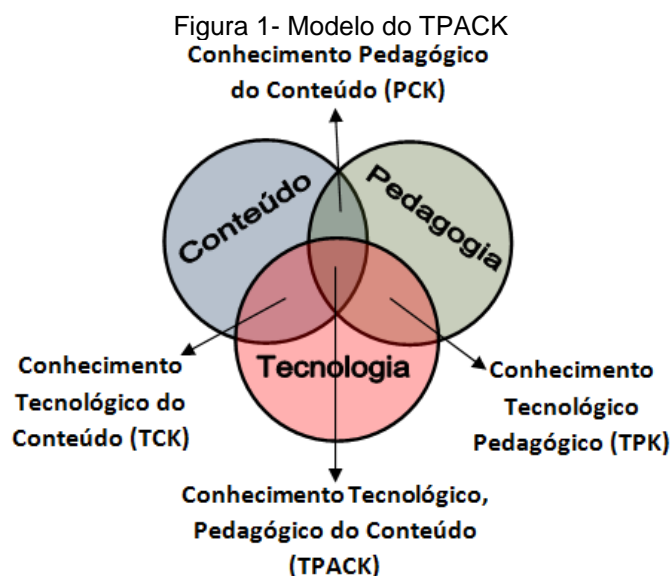 Figura 1- Modelo do TPACK
Conhecimento Pedagógico
do Conteúdo (PCK)
Conteúdo
Pedagogia
Tecnologia
Conhecimento
Tecnológico do
Conteúdo (TCK)
Conhecimento
Tecnológico
Pedagógico (TPK)
Conhecimento Tecnológico,
Pedagógico do Conteúdo
(TPACK)